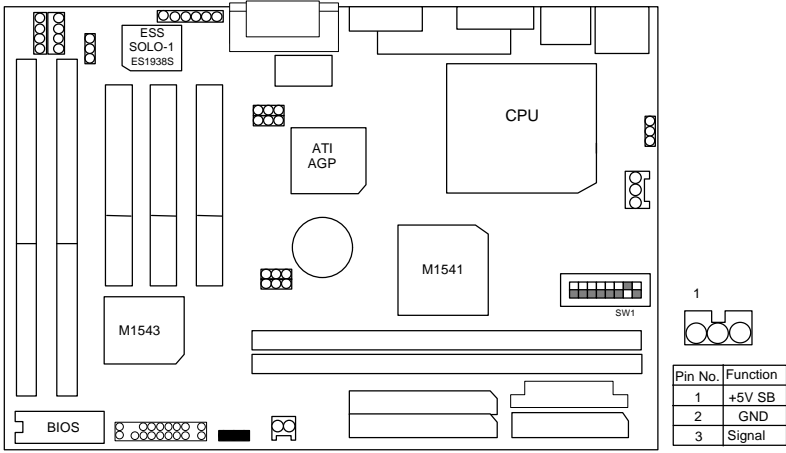 ESS
SOLO-1
ES1938S
CPU
ATI
AGP
M1541
SW1
M1543
BIOS
1
Pin No. Function
1 +5V SB
2 GND
3 Signal